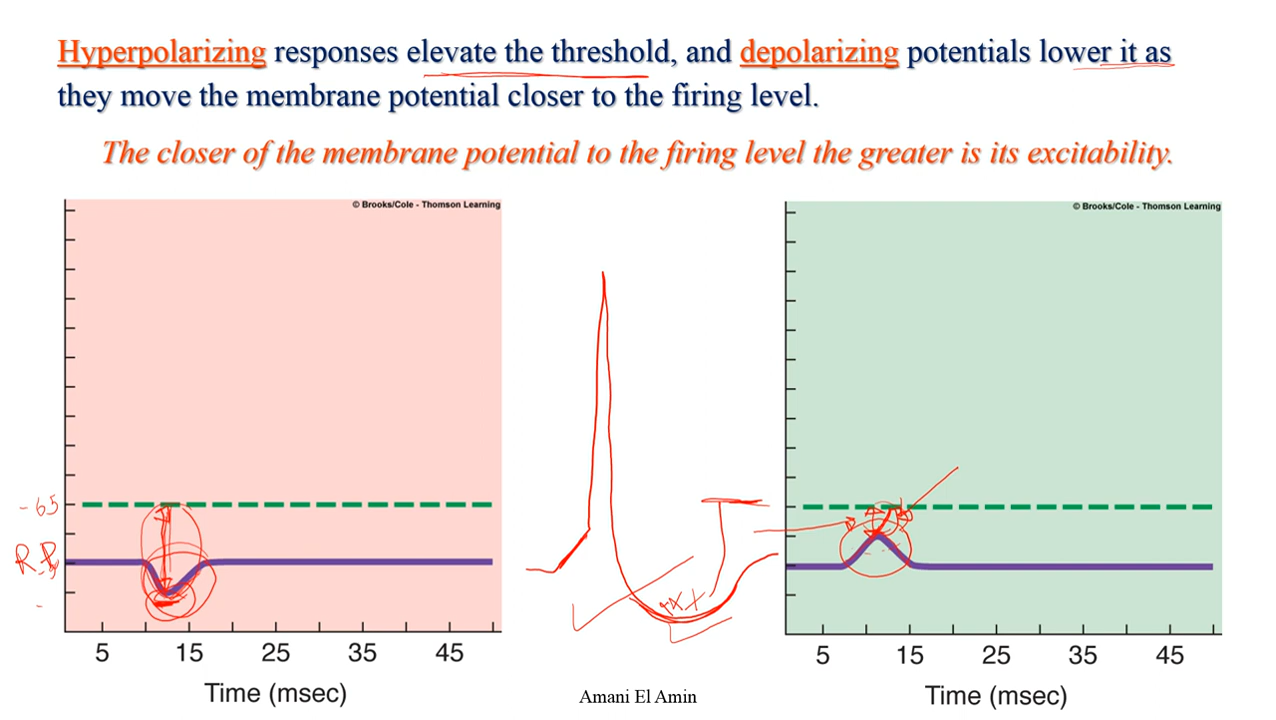 Hyperpolarizing responses elevate the threshold, and depolarizing potentials lower it as
they move the membrane potential closer to the firing level.
The closer of the membrane potential to the firing level the greater is its excitability.
© Brooks/Cole - Thomson Learning
© Brooks/Cole - Thomson Learning
-65
R.P
5 15 25 35 45
5 15 25 35 45
Time (msec)
Amani El Amin
Time (msec)